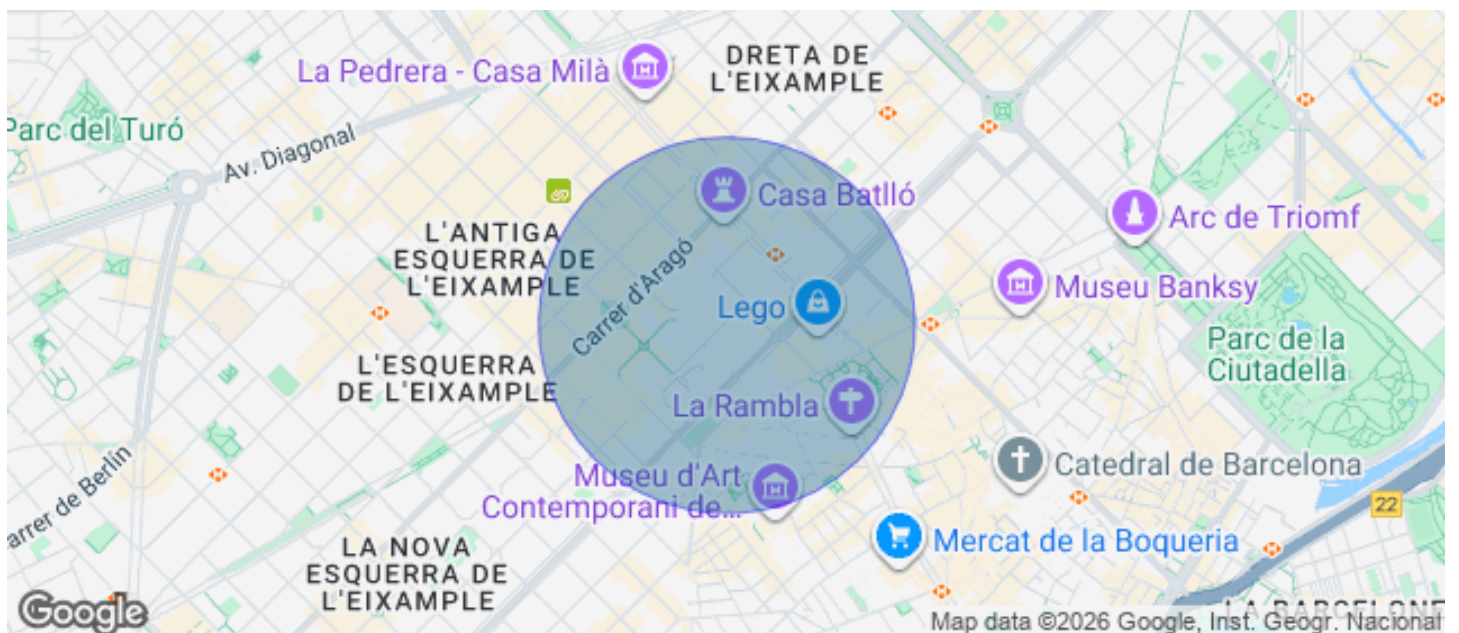 DRETA DE
L'EIXAMPLE
La Pedrera - Casa Milà
Parc del Turó
Av. Diagonal
Casa Batlló
Arc de Triomf
L'ANTIGA
ESQUERRA DE
L'EIXAMPLE
Carrer d'Aragó
Museu Banksy
Lego
Parc de la
Ciutadella
L'ESQUERRA
DE L'EIXAMPLE
La Rambla
Catedral de Barcelona
Museu d'Art
Contemporani de...
22
arrer de Berlín
Mercat de la Boqueria
LA NOVA
ESQUERRA DE
L'EIXAMPLE
Google
LA BARCELONE
Map data ©2026 Google, Inst. Geogr. Nacional